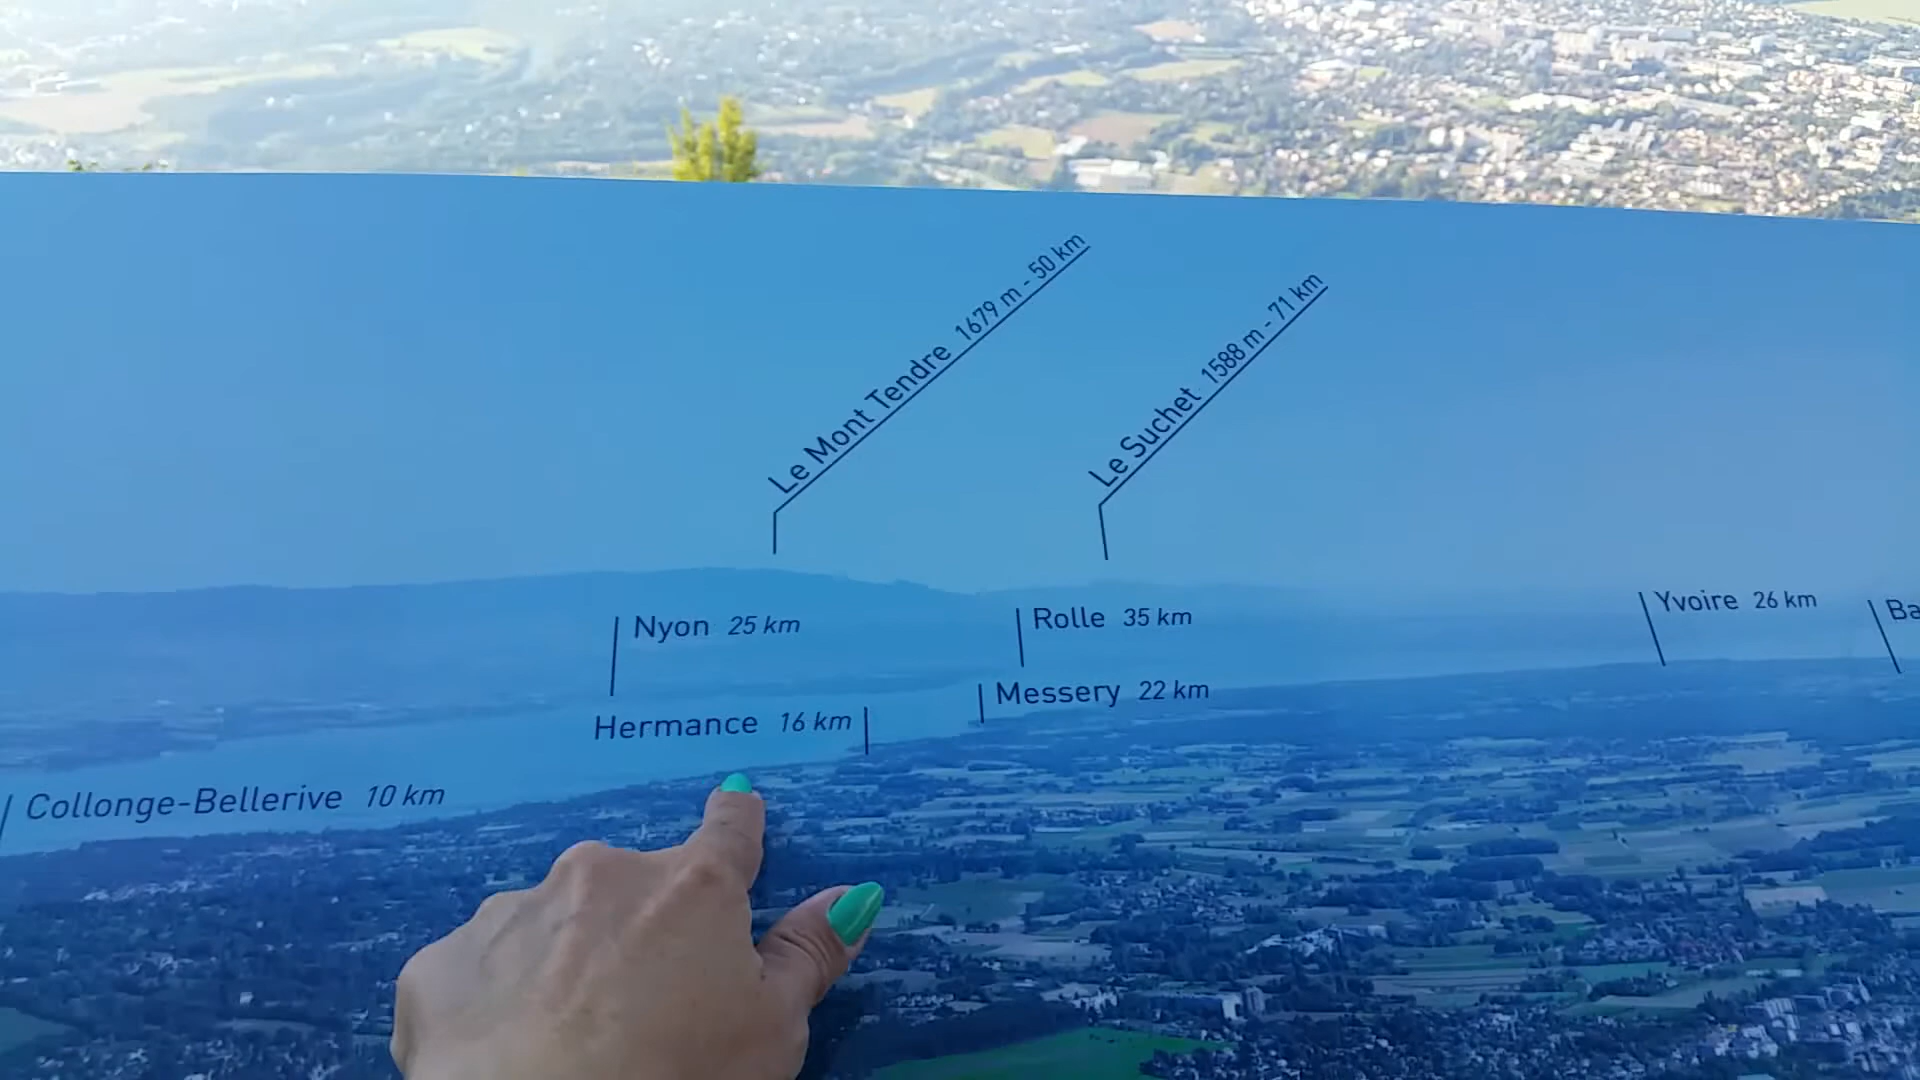 Le Mont Tendre 1679 m - 50 km
Le Suchet 1588 m - 71 km
Nyon 25 km
Rolle 35 km
Yvoire 26 km
Ba
Hermance 16 km
Messery 22 km
Collonge-Bellerive 10 km